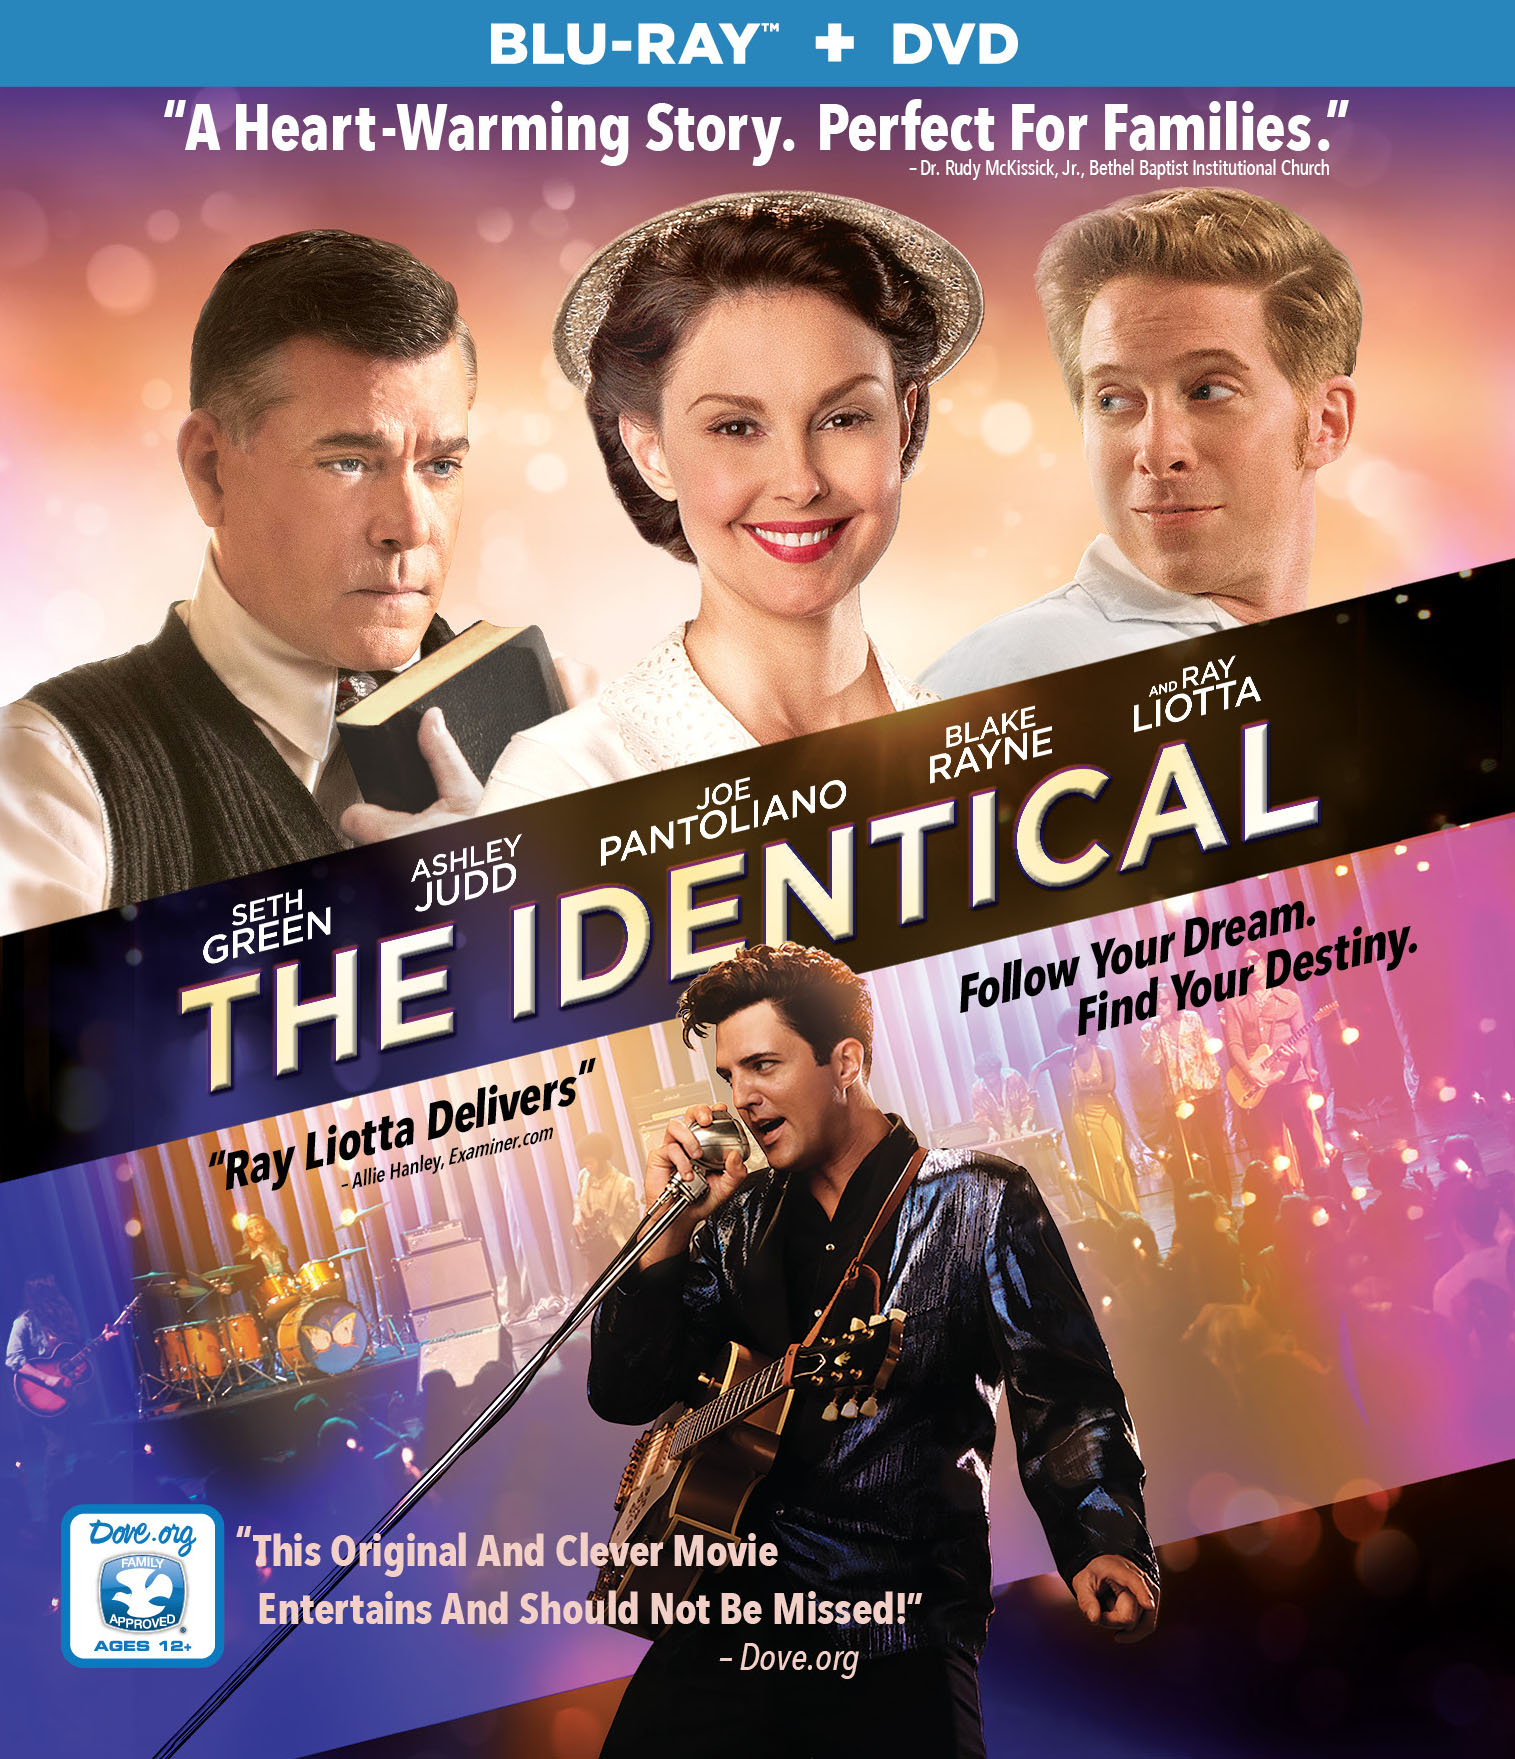 BLU-RAY™ + DVD
“A Heart-Warming Story. Perfect For Families.”
– Dr. Rudy McKissick, Jr., Bethel Baptist Institutional Church
SETH
GREEN
ASHLEY
JUDD
JOE
PANTOLIANO
BLAKE
RAYNE
AND RAY
LIOTTA
THE IDENTICAL
Follow Your Dream.
Find Your Destiny.
“Ray Liotta Delivers”
– Allie Hanley, Examiner.com
Dove.org
FAMILY
APPROVED®
AGES 12+
“This Original And Clever Movie
Entertains And Should Not Be Missed!”
– Dove.org